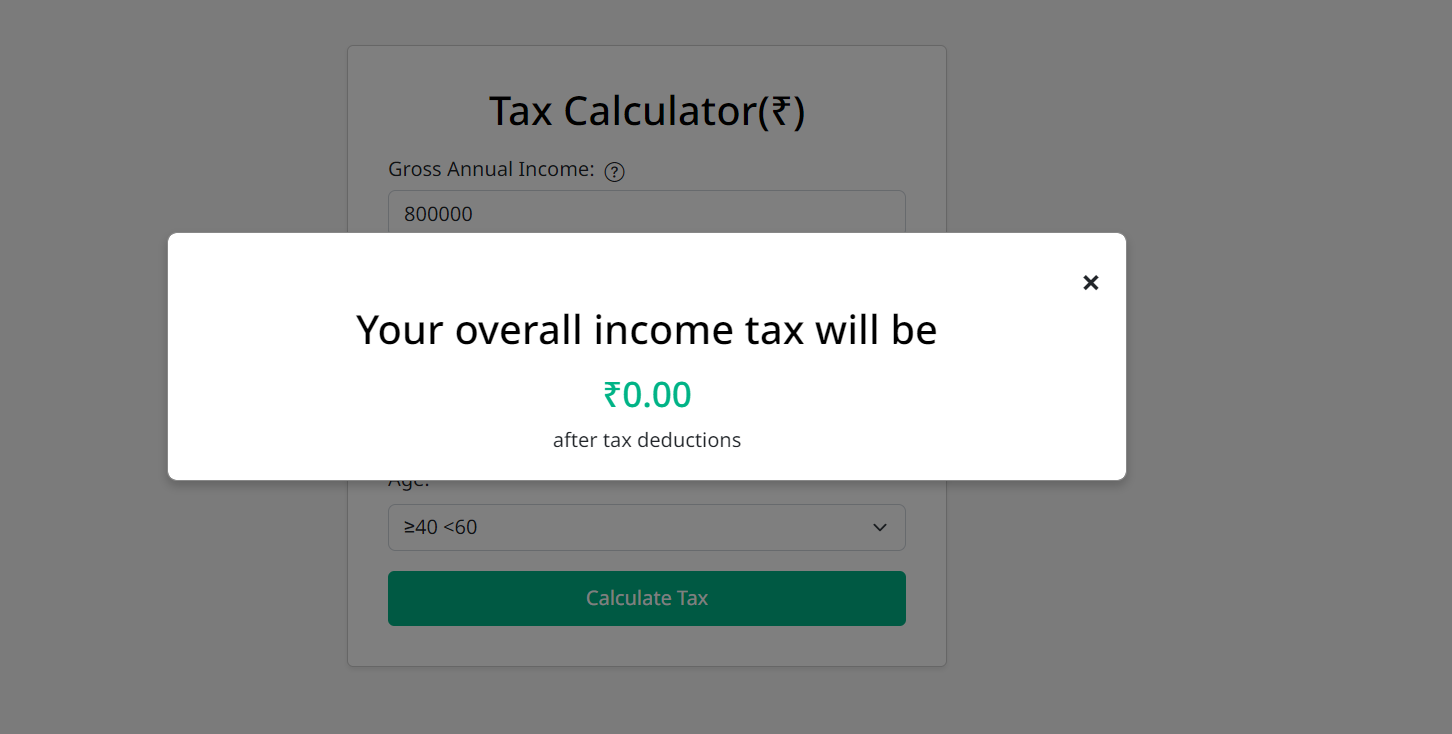 Tax Calculator(₹)
Gross Annual Income: ?
800000
×
Your overall income tax will be
₹0.00
after tax deductions
Age:
≥40 <60
Calculate Tax